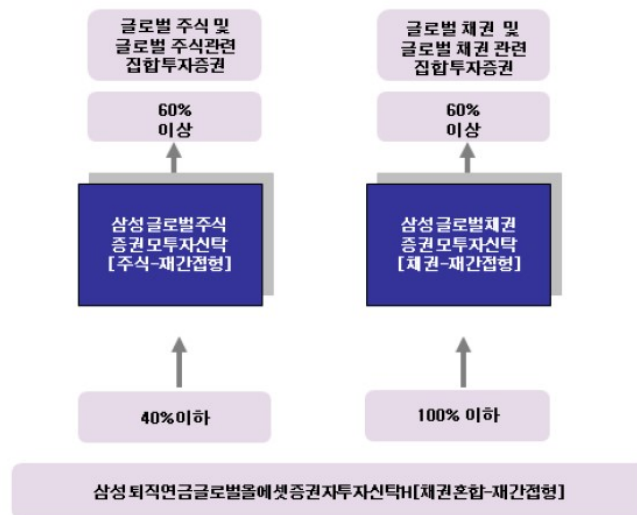 글로벌 주식 및
글로벌 주식관련
집합투자증권
글로벌 채권 및
글로벌 채권 관련
집합투자증권
60%
이상
60%
이상
삼성글로벌주식
증권모투자신탁
[주식-재간접형]
삼성글로벌채권
증권모투자신탁
[채권-재간접형]
40%이하
100% 이하
삼성퇴직연금글로벌올에셋증권자투자신탁H[채권혼합-재간접형]